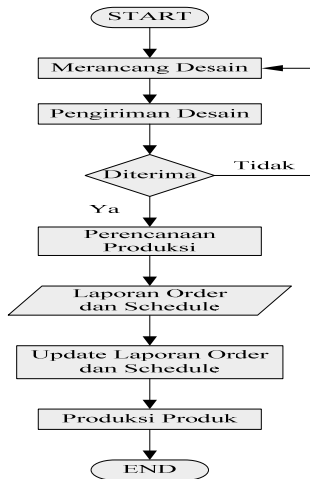 START
Merancang Desain
Pengiriman Desain
Diterima
Tidak
Ya
Perencanaan
Produksi
Laporan Order
dan Schedule
Update Laporan Order
dan Schedule
Produksi Produk
END